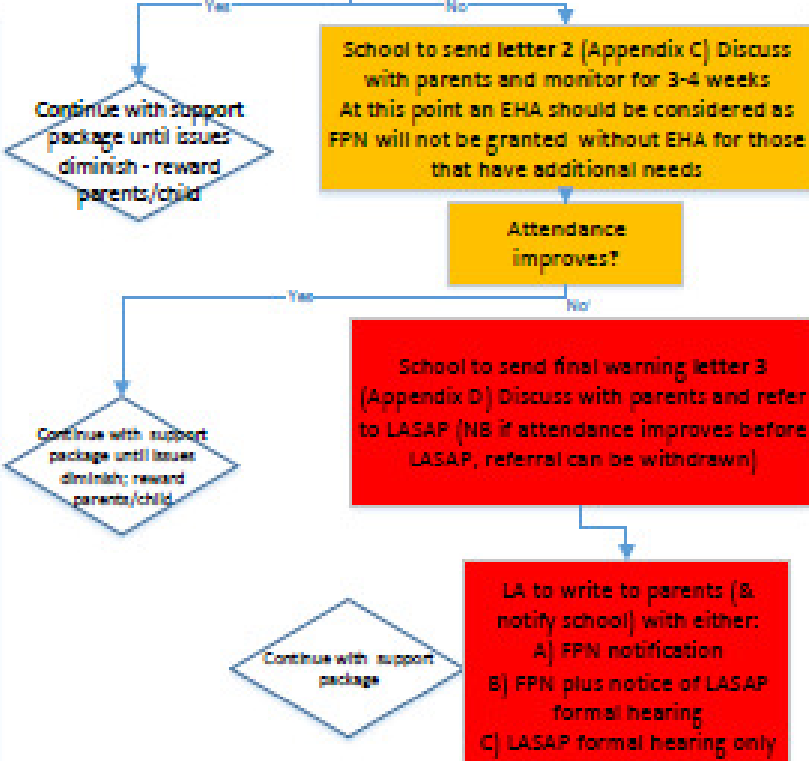 Yes
No
School to send letter 2 (Appendix C) Discuss
with parents and monitor for 3-4 weeks
At this point an EHA should be considered as
FPN will not be granted without EHA for those
that have additional needs
Continue with support
package until issues
diminish - reward
parents/child
Attendance
improves?
Yes
No
School to send final warning letter 3
(Appendix D) Discuss with parents and refer
to LASAP (NB if attendance improves before
LASAP, referral can be withdrawn)
Continue with support
package until issues
diminish; reward
parents/child
LA to write to parents (&
notify school) with either:
A) FPN notification
B) FPN plus notice of LASAP
formal hearing
C) LASAP formal hearing only
Continue with support
package